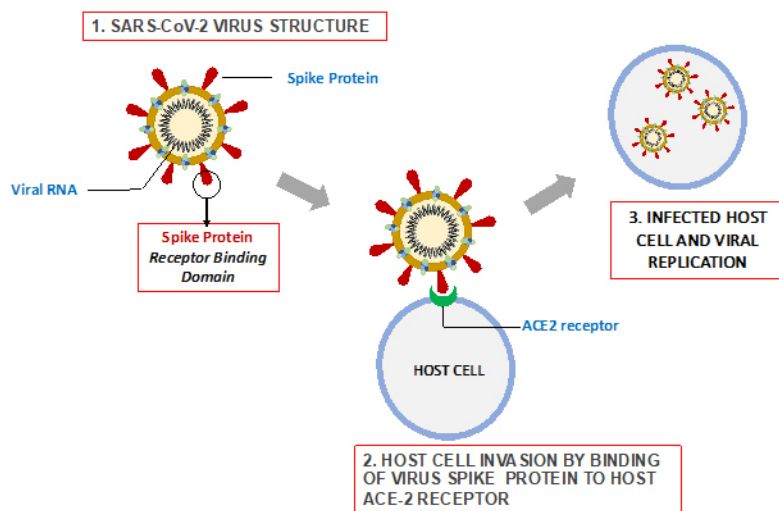 1. SARS-CoV-2 VIRUS STRUCTURE
Spike Protein
Viral RNA
Spike Protein
Receptor Binding
Domain
ACE2 receptor
HOST CELL
2. HOST CELL INVASION BY BINDING
OF VIRUS SPIKE PROTEIN TO HOST
ACE-2 RECEPTOR
3. INFECTED HOST
CELL AND VIRAL
REPLICATION